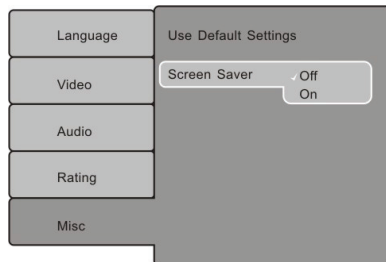 Language
Video
Audio
Rating
Misc
Use Default Settings
Screen Saver ✓Off
On